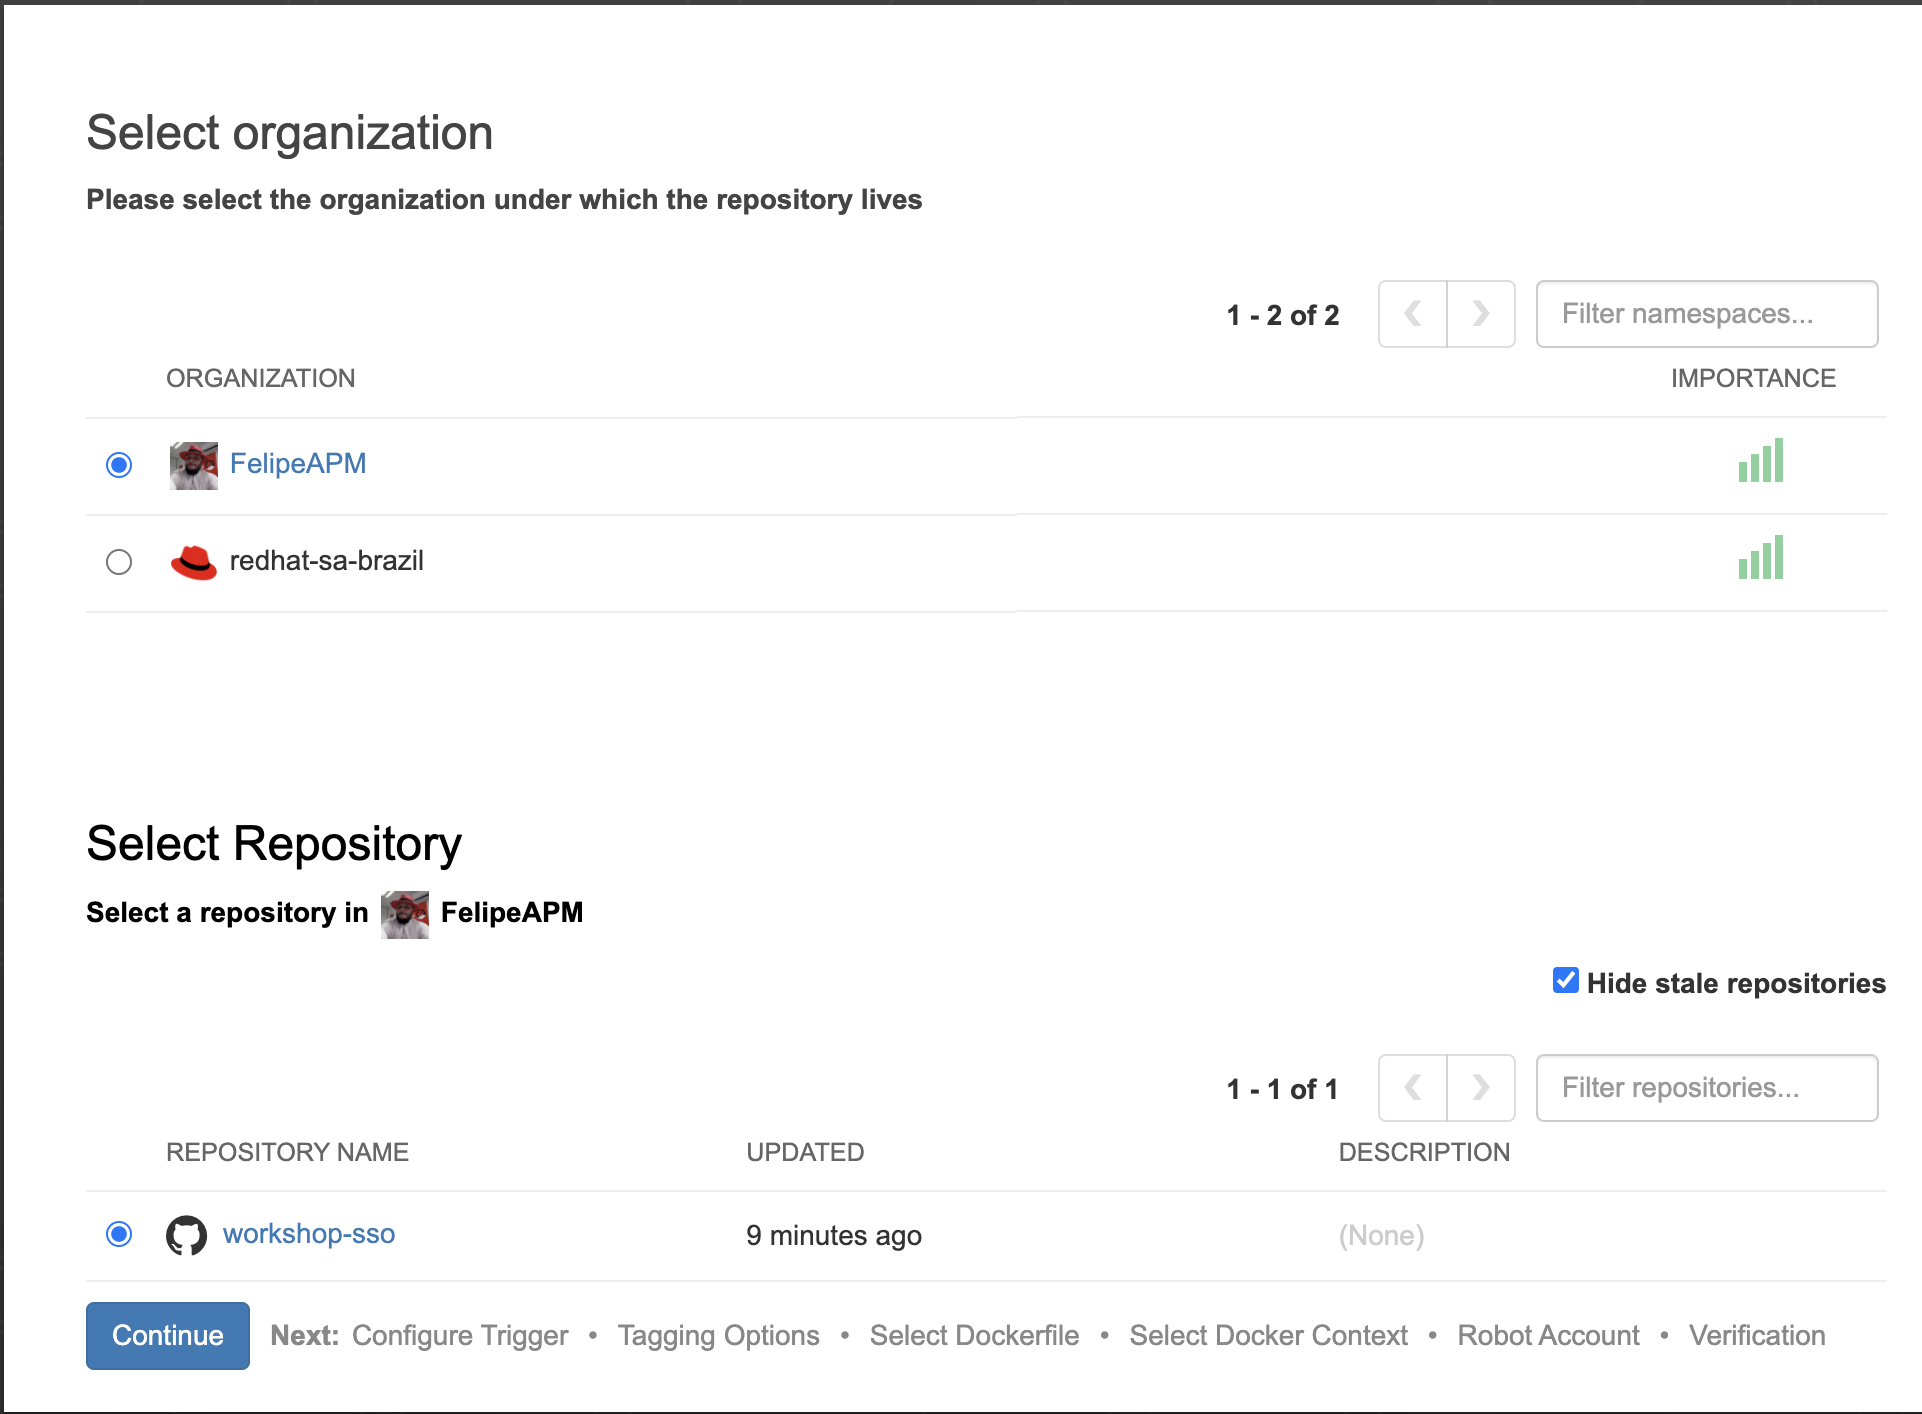 Select organization
Please select the organization under which the repository lives
1 - 2 of 2
Filter namespaces...
ORGANIZATION IMPORTANCE
FelipeAPM
redhat-sa-brazil
Select Repository
Select a repository in FelipeAPM
Hide stale repositories
1 - 1 of 1
Filter repositories...
REPOSITORY NAME UPDATED DESCRIPTION
workshop-sso 9 minutes ago (None)
Continue Next: Configure Trigger • Tagging Options • Select Dockerfile • Select Docker Context • Robot Account • Verification